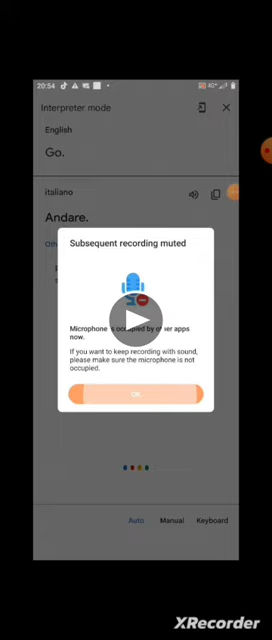 20:54
4G+
Interpreter mode
English
Go.
italiano
Andare.
Subsequent recording muted
Microphone is occupied by other apps
now.
If you want to keep recording with sound,
please make sure the microphone is not
occupied.
OK
Auto Manual Keyboard
XRecorder